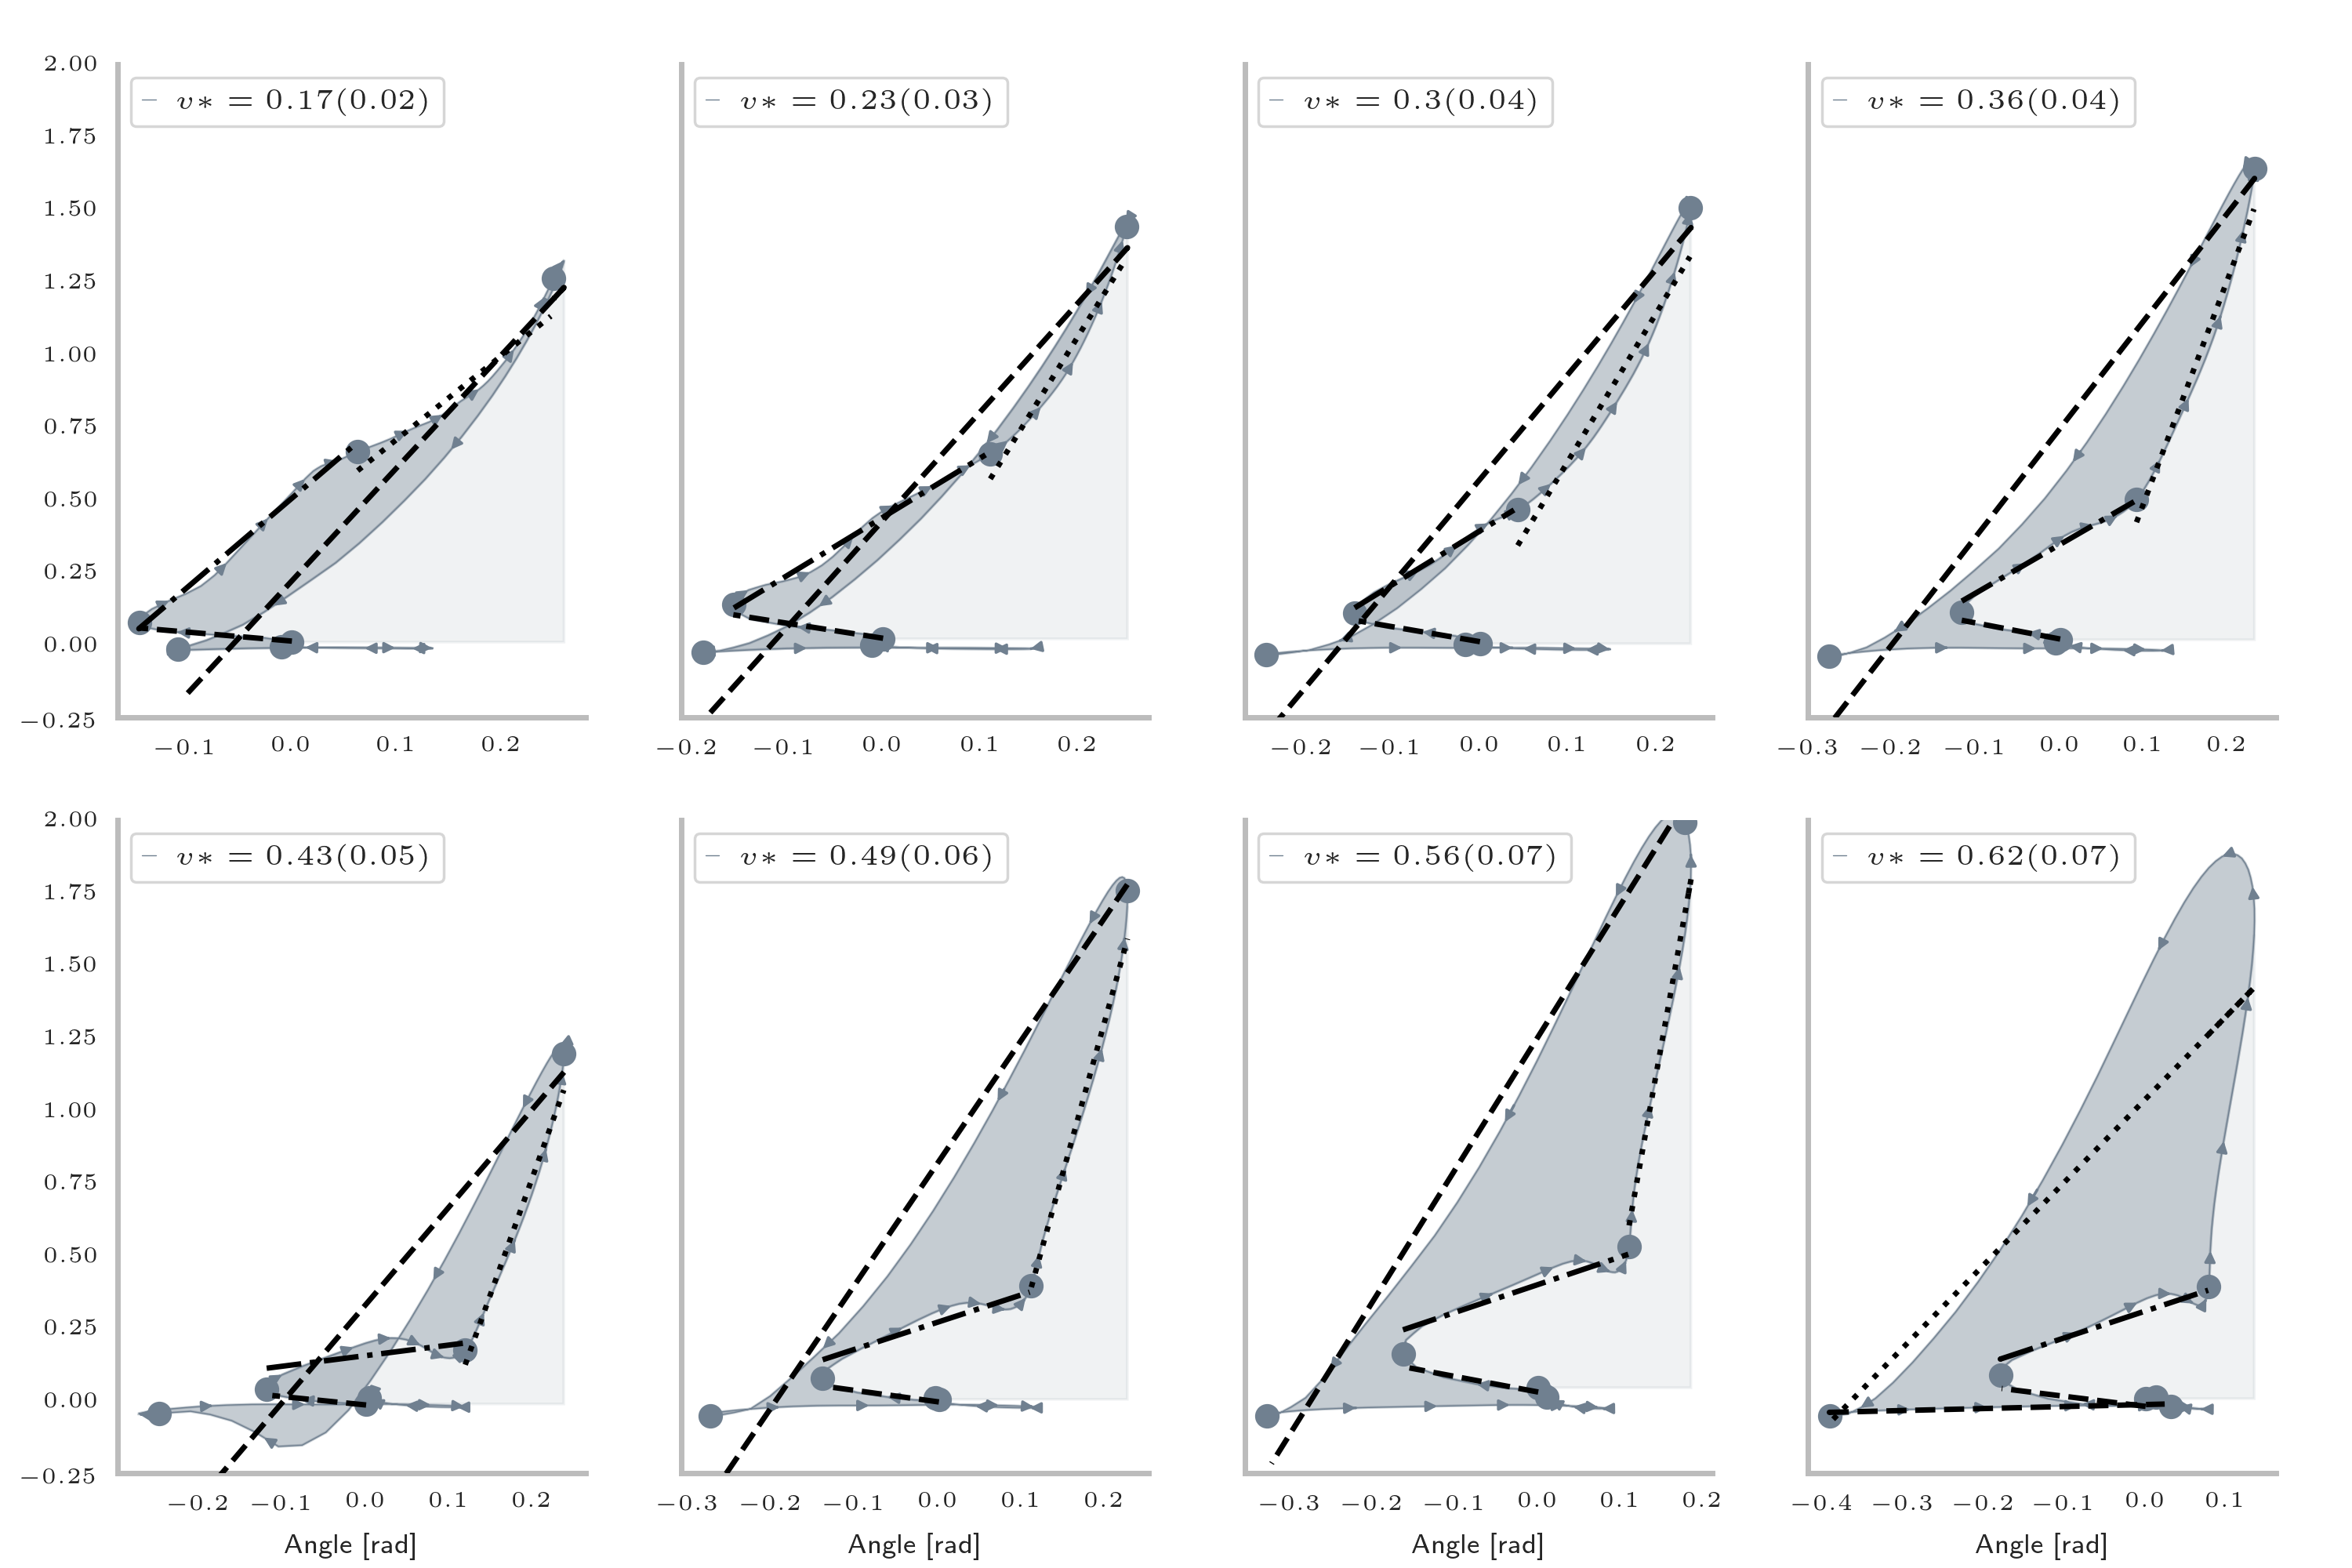 2.00
1.75
1.50
1.25
1.00
0.75
0.50
0.25
0.00
−0.25
v∗ = 0.17(0.02)
−0.1 0.0 0.1 0.2
v∗ = 0.23(0.03)
−0.2 −0.1 0.0 0.1 0.2
v∗ = 0.3(0.04)
−0.2 −0.1 0.0 0.1 0.2
v∗ = 0.36(0.04)
−0.3 −0.2 −0.1 0.0 0.1 0.2
2.00
1.75
1.50
1.25
1.00
0.75
0.50
0.25
0.00
−0.25
v∗ = 0.43(0.05)
−0.2 −0.1 0.0 0.1 0.2
Angle [rad]
v∗ = 0.49(0.06)
−0.3 −0.2 −0.1 0.0 0.1 0.2
Angle [rad]
v∗ = 0.56(0.07)
−0.3 −0.2 −0.1 0.0 0.1 0.2
Angle [rad]
v∗ = 0.62(0.07)
−0.4 −0.3 −0.2 −0.1 0.0 0.1
Angle [rad]